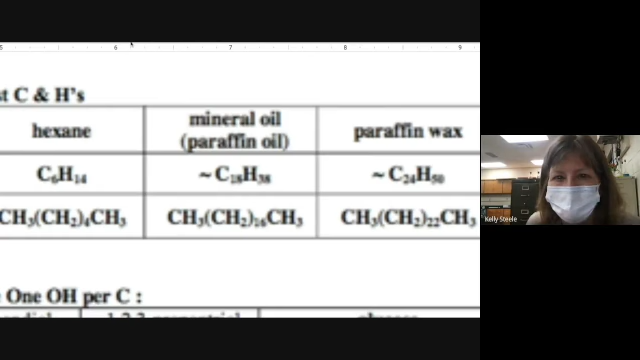 5 6 7 8 9
st C & H's
hexane mineral oil (paraffin oil) paraffin wax
C₆H₁₄ ~ C₁₈H₃₈ ~ C₂₄H₅₀
CH₃(CH₂)₄CH₃ CH₃(CH₂)₁₆CH₃ CH₃(CH₂)₂₂CH₃
One OH per C :
Kelly Steele